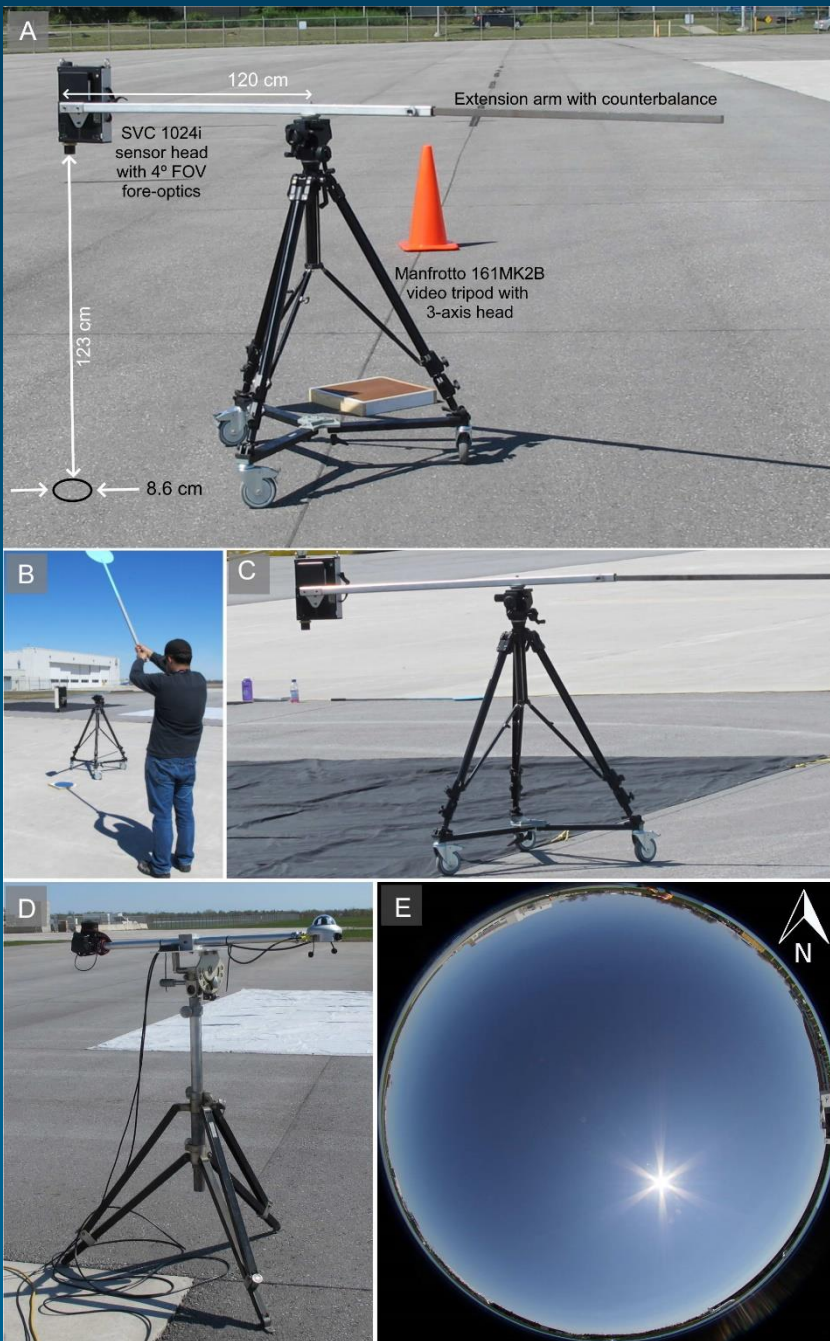 A
120 cm
Extension arm with counterbalance
SVC 1024i
sensor head
with 4º FOV
fore-optics
Manfrotto 161MK2B
video tripod with
3-axis head
123 cm
8.6 cm
B
C
D
E
N